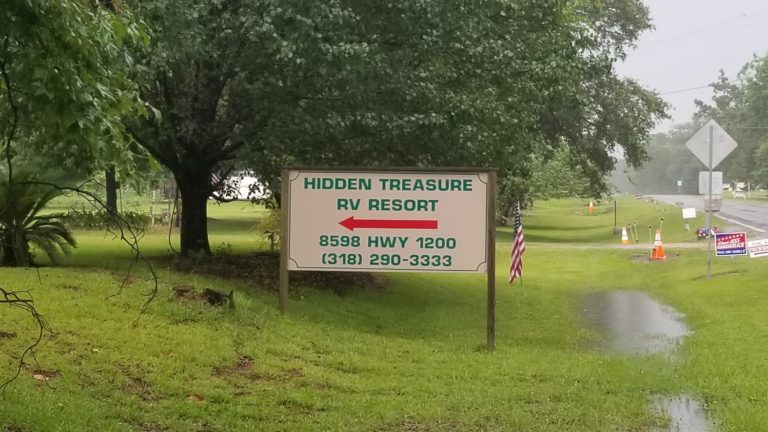 HIDDEN TREASURE
RV RESORT
8598 HWY 1200
(318) 290-3333